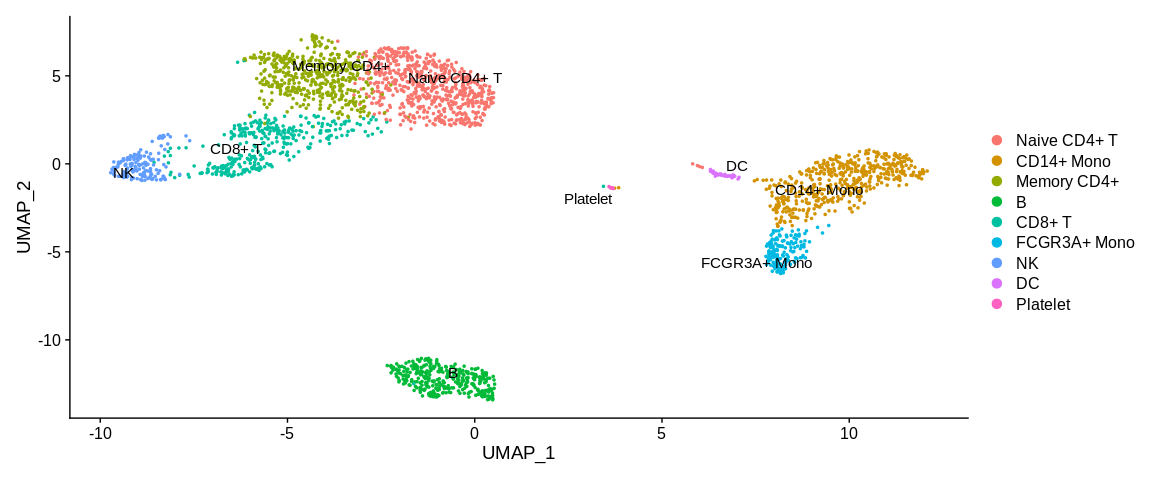 Memory CD4+
Naive CD4+ T
CD8+ T
NK
DC
CD14+ Mono
Platelet
FCGR3A+ Mono
B
5
0
-5
-10
UMAP_2
-10
-5
0
5
10
UMAP_1
Naive CD4+ T
CD14+ Mono
Memory CD4+
B
CD8+ T
FCGR3A+ Mono
NK
DC
Platelet